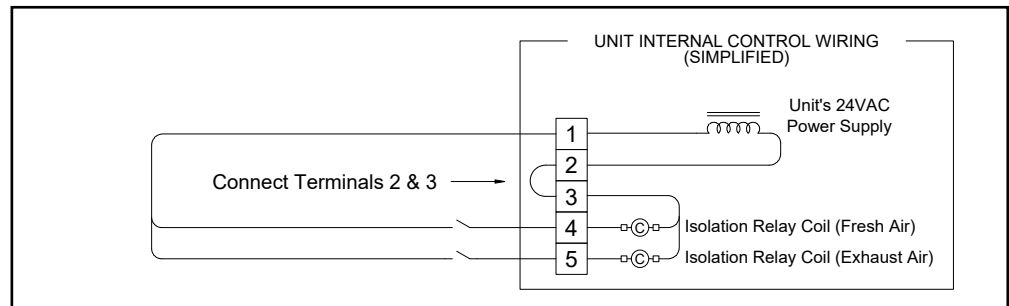 UNIT INTERNAL CONTROL WIRING
(SIMPLIFIED)
Unit's 24VAC
Power Supply
1
2
Connect Terminals 2 & 3
3
4
C
Isolation Relay Coil (Fresh Air)
5
C
Isolation Relay Coil (Exhaust Air)